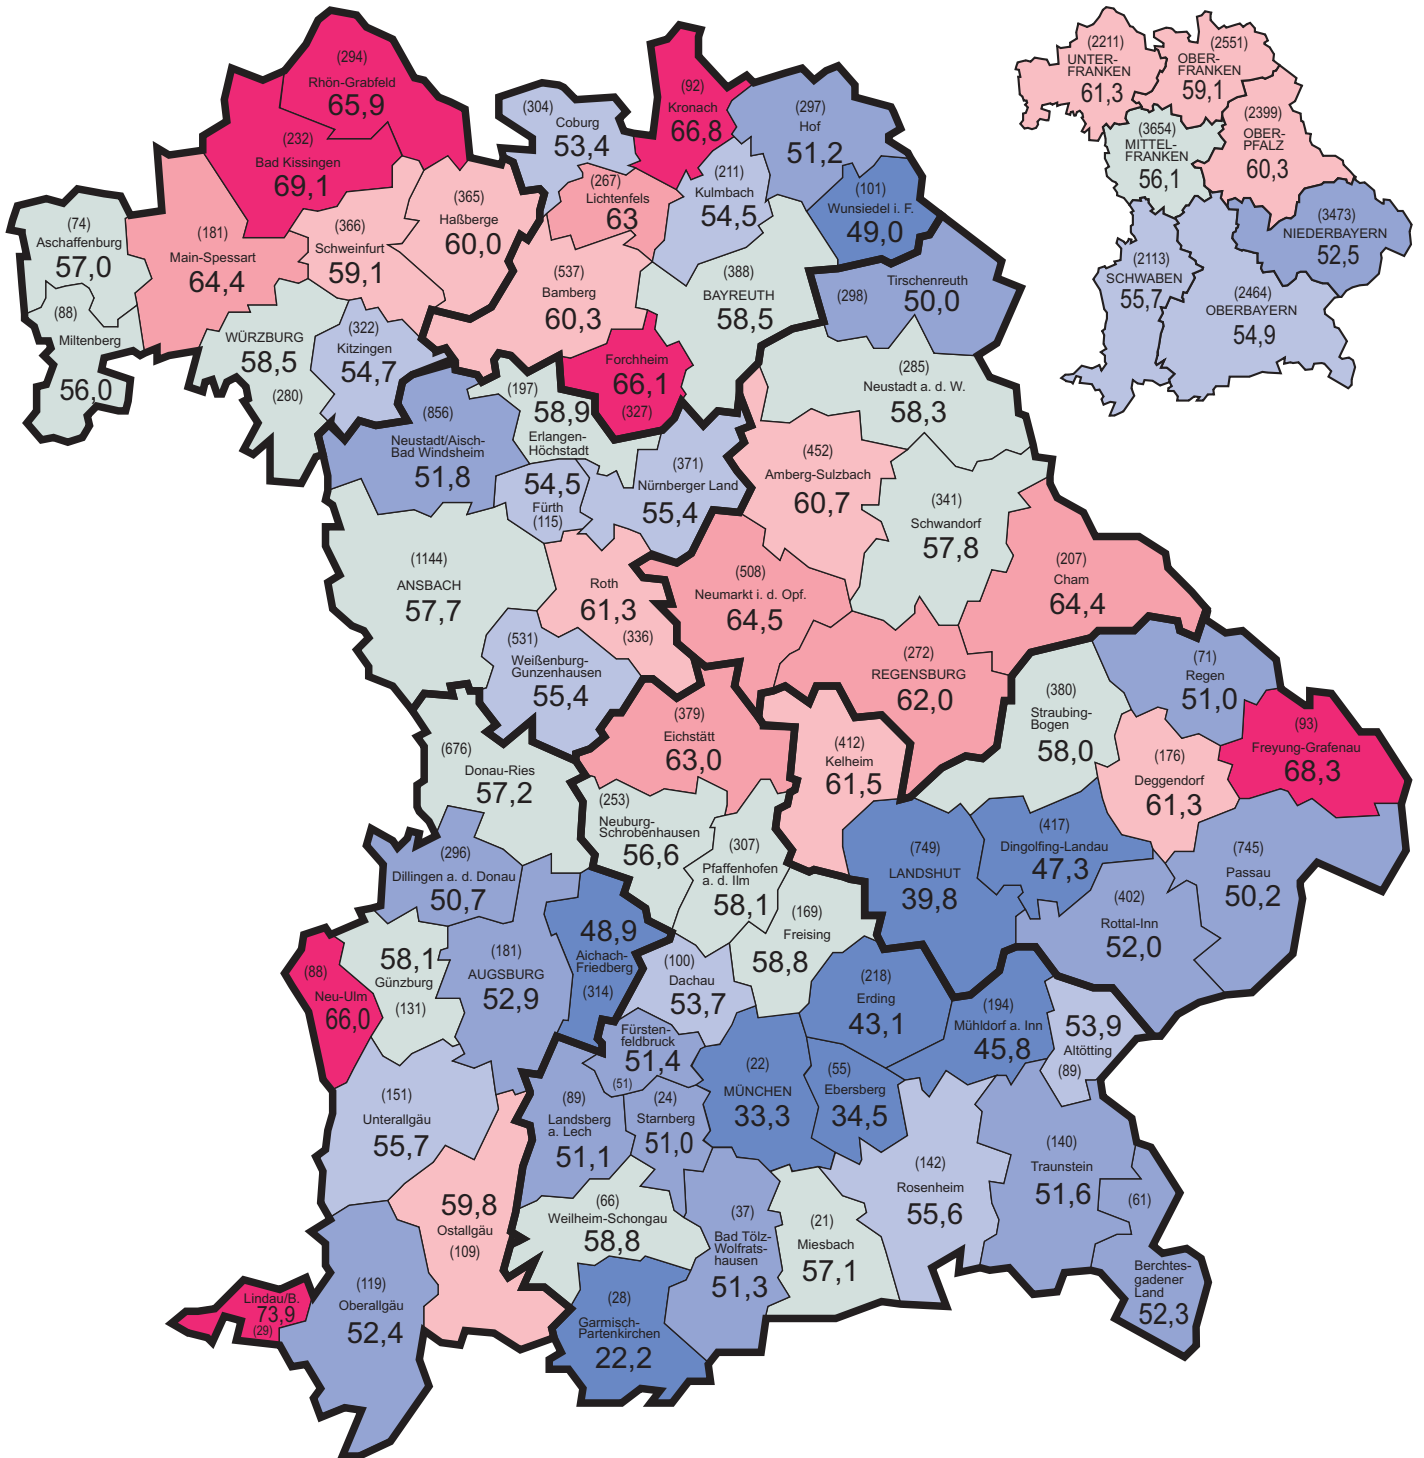 (294)
Rhön-Grabfeld
65,9
(232)
Bad Kissingen
69,1
(74)
Aschaffenburg
57,0
(88)
Miltenberg
56,0
(181)
Main-Spessart
64,4
(366)
Schweinfurt
59,1
(365)
Haßberge
60,0
WÜRZBURG
58,5
(280)
(322)
Kitzingen
54,7
(304)
Coburg
53,4
(92)
Kronach
66,8
(267)
Lichtenfels
63
(211)
Kulmbach
54,5
(297)
Hof
51,2
(101)
Wunsiedel i. F.
49,0
(537)
Bamberg
60,3
(388)
BAYREUTH
58,5
Forchheim
66,1
(327)
(298)
Tirschenreuth
50,0
(285)
Neustadt a. d. W.
58,3
(452)
Amberg-Sulzbach
60,7
(341)
Schwandorf
57,8
(207)
Cham
64,4
(508)
Neumarkt i. d. Opf.
64,5
(272)
REGENSBURG
62,0
(856)
Neustadt/Aisch-
Bad Windsheim
51,8
(197)
58,9
Erlangen-
Höchstadt
54,5
Fürth
(115)
(371)
Nürnberger Land
55,4
(1144)
ANSBACH
57,7
Roth
61,3
(336)
(531)
Weißenburg-
Gunzenhausen
55,4
(676)
Donau-Ries
57,2
(296)
Dillingen a. d. Donau
50,7
(88)
Neu-Ulm
66,0
58,1
Günzburg
(131)
(181)
AUGSBURG
52,9
48,9
Aichach-
Friedberg
(314)
(151)
Unterallgäu
55,7
59,8
Ostallgäu
(109)
(119)
Oberallgäu
52,4
Lindau/B.
73,9
(29)
(379)
Eichstätt
63,0
(253)
Neuburg-
Schrobenhausen
56,6
(307)
Pfaffenhofen
a. d. Ilm
58,1
(169)
Freising
58,8
(100)
Dachau
53,7
(218)
Erding
43,1
(194)
Mühldorf a. Inn
45,8
53,9
Altötting
(89)
Fürsten-
feldbruck
51,4
(51)
(22)
MÜNCHEN
33,3
(55)
Ebersberg
34,5
(89)
Landsberg
a. Lech
51,1
(24)
Starnberg
51,0
(66)
Weilheim-Schongau
58,8
(37)
Bad Tölz-
Wolfrats-
hausen
51,3
(21)
Miesbach
57,1
(142)
Rosenheim
55,6
(140)
Traunstein
51,6
(61)
Berchtes-
gadener
Land
52,3
(28)
Garmisch-
Partenkirchen
22,2
(412)
Kelheim
61,5
(380)
Straubing-
Bogen
58,0
(71)
Regen
51,0
(93)
Freyung-Grafenau
68,3
(176)
Deggendorf
61,3
(749)
LANDSHUT
39,8
(417)
Dingolfing-Landau
47,3
(402)
Rottal-Inn
52,0
(745)
Passau
50,2
(2211)
UNTER-
FRANKEN
61,3
(2551)
OBER-
FRANKEN
59,1
(3654)
MITTEL-
FRANKEN
56,1
(2399)
OBER-
PFALZ
60,3
(3473)
NIEDERBAYERN
52,5
(2113)
SCHWABEN
55,7
(2464)
OBERBAYERN
54,9